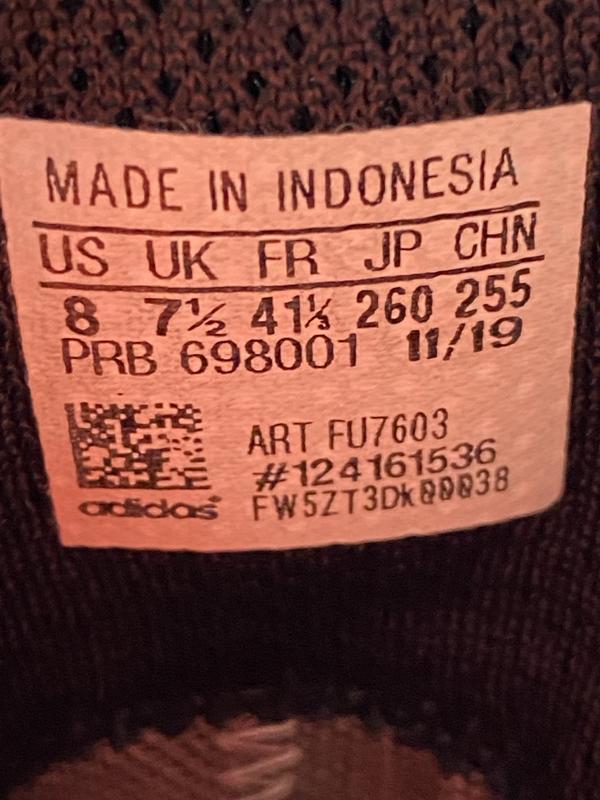 MADE IN INDONESIA
US UK FR JP CHN
8 7½ 41⅓ 260 255
PRB 698001 11/19
ART FU7603
#124161536
FW5ZT3Dk00038
adidas